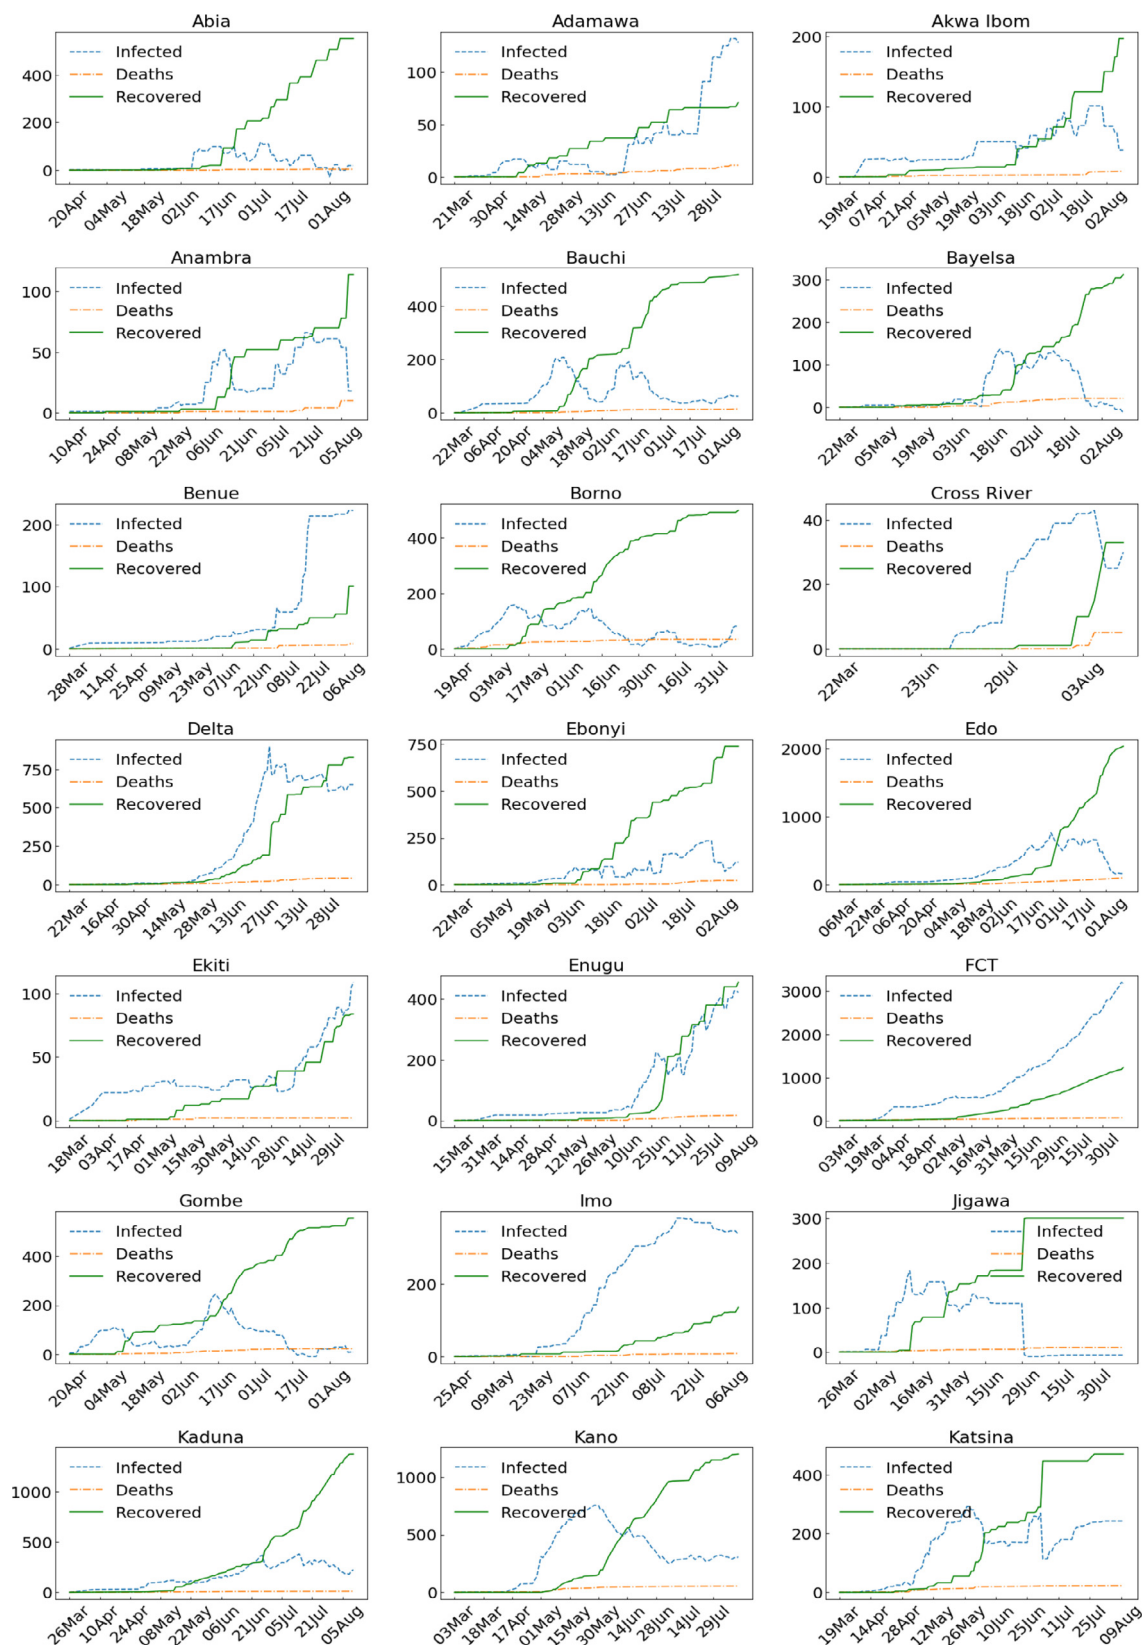 Abia
Infected
Deaths
Recovered
400
200
0
20Apr 04May 18May 02Jun 17Jun 01Jul 17Jul 01Aug
Adamawa
Infected
Deaths
Recovered
100
50
0
21Mar 30Apr 14May 28May 13Jun 27Jun 13Jul 28Jul
Akwa Ibom
Infected
Deaths
Recovered
200
100
0
19Mar 07Apr 21Apr 05May 19May 03Jun 18Jun 02Jul 18Jul 02Aug
Anambra
Infected
Deaths
Recovered
100
50
0
10Apr 24Apr 08May 22May 06Jun 21Jun 05Jul 21Jul 05Aug
Bauchi
Infected
Deaths
Recovered
400
200
0
22Mar 06Apr 20Apr 04May 18May 02Jun 17Jun 01Jul 17Jul 01Aug
Bayelsa
Infected
Deaths
Recovered
300
200
100
0
22Mar 05May 19May 03Jun 18Jun 02Jul 18Jul 02Aug
Benue
Infected
Deaths
Recovered
200
100
0
28Mar 11Apr 25Apr 09May 23May 07Jun 22Jun 08Jul 22Jul 06Aug
Borno
Infected
Deaths
Recovered
400
200
0
19Apr 03May 17May 01Jun 16Jun 30Jun 16Jul 31Jul
Cross River
Infected
Deaths
Recovered
40
20
0
22Mar 23Jun 20Jul 03Aug
Delta
Infected
Deaths
Recovered
750
500
250
0
22Mar 16Apr 30Apr 14May 28May 13Jun 27Jun 13Jul 28Jul
Ebonyi
Infected
Deaths
Recovered
750
500
250
0
22Mar 05May 19May 03Jun 18Jun 02Jul 18Jul 02Aug
Edo
Infected
Deaths
Recovered
2000
1000
0
06Mar 22Mar 06Apr 20Apr 04May 18May 02Jun 17Jun 01Jul 17Jul 01Aug
Ekiti
Infected
Deaths
Recovered
100
50
0
18Mar 03Apr 17Apr 01May 15May 30May 14Jun 28Jun 14Jul 29Jul
Enugu
Infected
Deaths
Recovered
400
200
0
15Mar 31Mar 14Apr 28Apr 12May 26May 10Jun 25Jun 11Jul 25Jul 09Aug
FCT
Infected
Deaths
Recovered
3000
2000
1000
0
03Mar 19Mar 04Apr 18Apr 02May 16May 31May 15Jun 29Jun 15Jul 30Jul
Gombe
Infected
Deaths
Recovered
400
200
0
20Apr 04May 18May 02Jun 17Jun 01Jul 17Jul 01Aug
Imo
Infected
Deaths
Recovered
200
0
25Apr 09May 23May 07Jun 22Jun 08Jul 22Jul 06Aug
Jigawa
Infected
Deaths
Recovered
300
200
100
0
26Mar 02May 16May 31May 15Jun 29Jun 15Jul 30Jul
Kaduna
Infected
Deaths
Recovered
1000
500
0
26Mar 10Apr 24Apr 08May 22May 06Jun 21Jun 05Jul 21Jul 05Aug
Kano
Infected
Deaths
Recovered
1000
500
0
03Mar 18Mar 17Apr 01May 15May 30May 14Jun 28Jun 14Jul 29Jul
Katsina
Infected
Deaths
Recovered
400
200
0
19Mar 14Apr 28Apr 12May 26May 10Jun 25Jun 11Jul 25Jul 09Aug